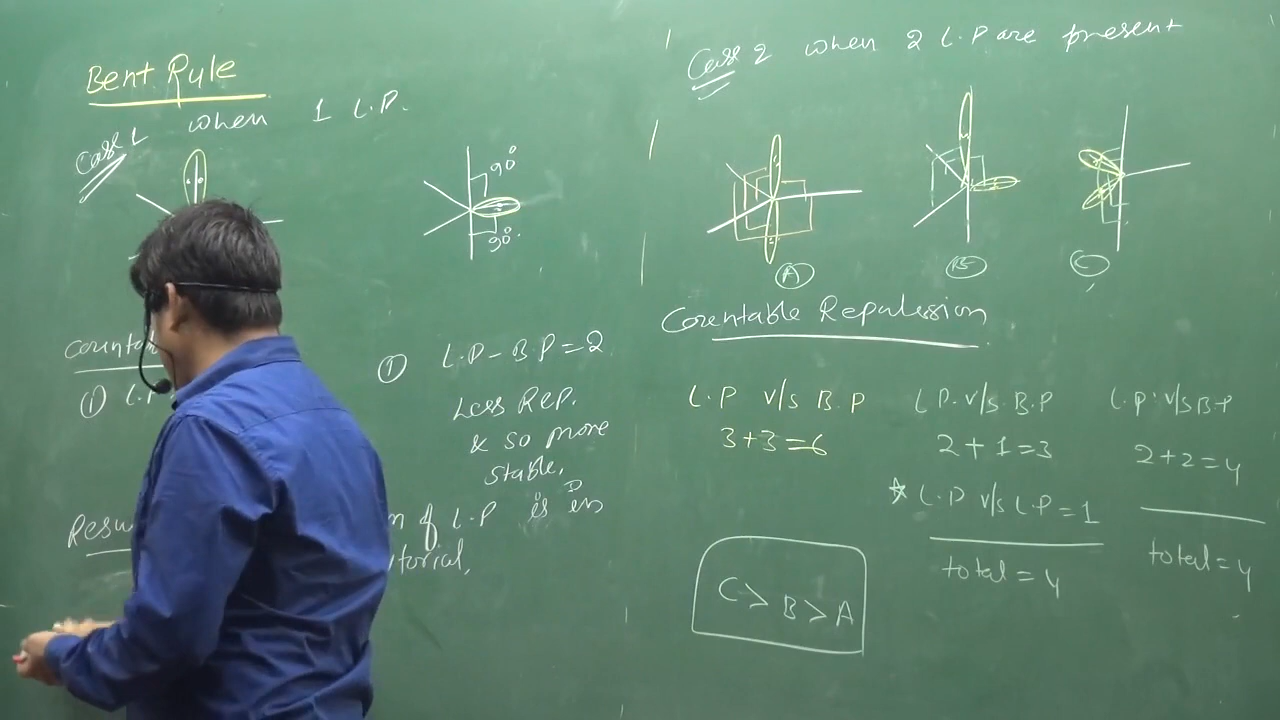 Bent Rule
Case 1 when 1 L.P.
90°
90°
① L.P - B.P = 2
Less Rep.
& so more
stable.
of L.P is in
Case 2 when 2 L.P are present
A
B
C
Countable Repulssion
L.P v/s B.P
3+3=6
L.P. v/s B.P
2+1=3
* L.P v/s L.P = 1
total = 4
L.P. v/s B.P
2+2=4
total = 4
C > B > A